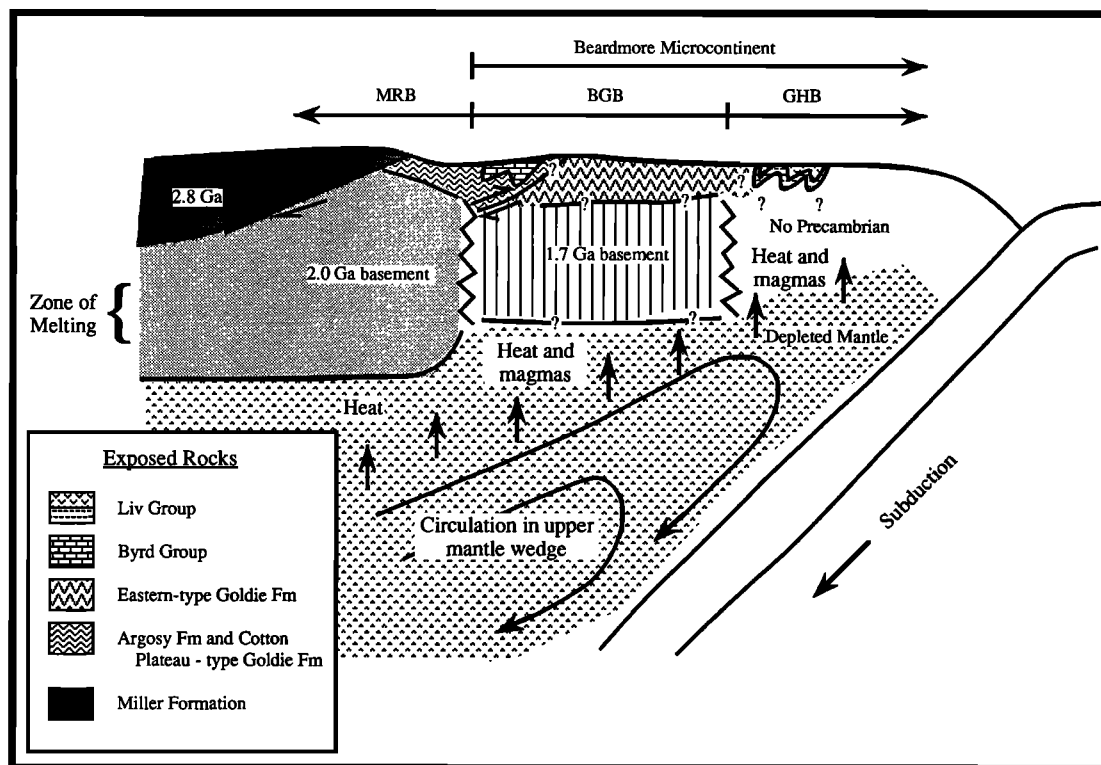 Beardmore Microcontinent
MRB
BGB
GHB
?
?
2.8 Ga
?
?
?
?
?
No Precambrian
2.0 Ga basement
1.7 Ga basement
Heat and
magmas
Zone of
Melting
?
?
Depleted Mantle
Heat and
magmas
Heat
Circulation in upper
mantle wedge
Subduction
Exposed Rocks
Liv Group
Byrd Group
Eastern-type Goldie Fm
Argosy Fm and Cotton
Plateau - type Goldie Fm
Miller Formation